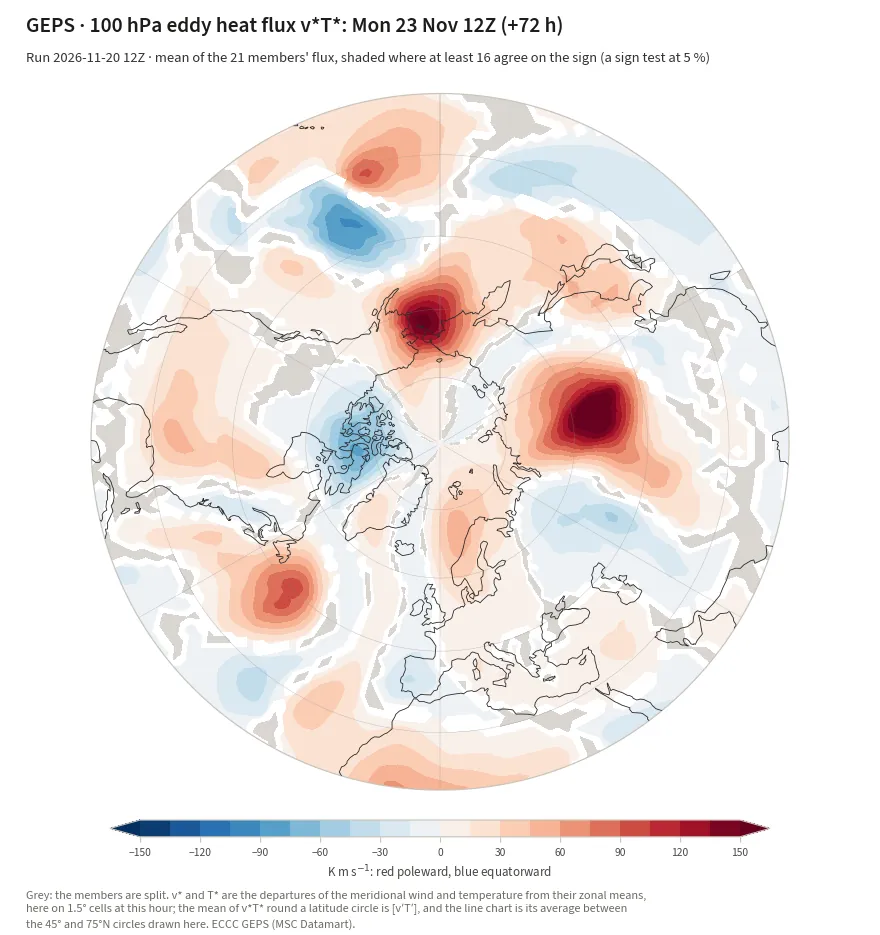 GEPS · 100 hPa eddy heat flux v*T*: Mon 23 Nov 12Z (+72 h)
Run 2026-11-20 12Z · mean of the 21 members' flux, shaded where at least 16 agree on the sign (a sign test at 5 %)
−150 −120 −90 −60 −30 0 30 60 90 120 150
K m s⁻¹: red poleward, blue equatorward
Grey: the members are split. v* and T* are the departures of the meridional wind and temperature from their zonal means,
here on 1.5° cells at this hour; the mean of v*T* round a latitude circle is [v'T'], and the line chart is its average between
the 45° and 75°N circles drawn here. ECCC GEPS (MSC Datamart).